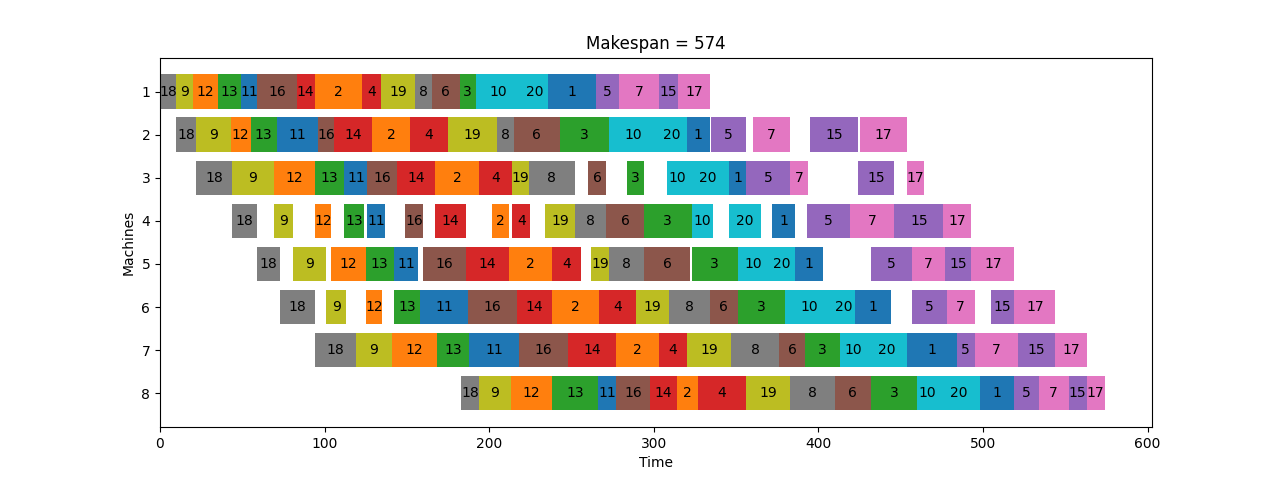 Makespan = 574
1 18 9 12 13 11 16 14 2 4 19 8 6 3 10 20 1 5 7 15 17
2 18 9 12 13 11 16 14 2 4 19 8 6 3 10 20 1 5 7 15 17
3 18 9 12 13 11 16 14 2 4 19 8 6 3 10 20 1 5 7 15 17
4 18 9 12 13 11 16 14 2 4 19 8 6 3 10 20 1 5 7 15 17
5 18 9 12 13 11 16 14 2 4 19 8 6 3 10 20 1 5 7 15 17
6 18 9 12 13 11 16 14 2 4 19 8 6 3 10 20 1 5 7 15 17
7 18 9 12 13 11 16 14 2 4 19 8 6 3 10 20 1 5 7 15 17
8 18 9 12 13 11 16 14 2 4 19 8 6 3 10 20 1 5 7 15 17
Machines
0 100 200 300 400 500 600
Time